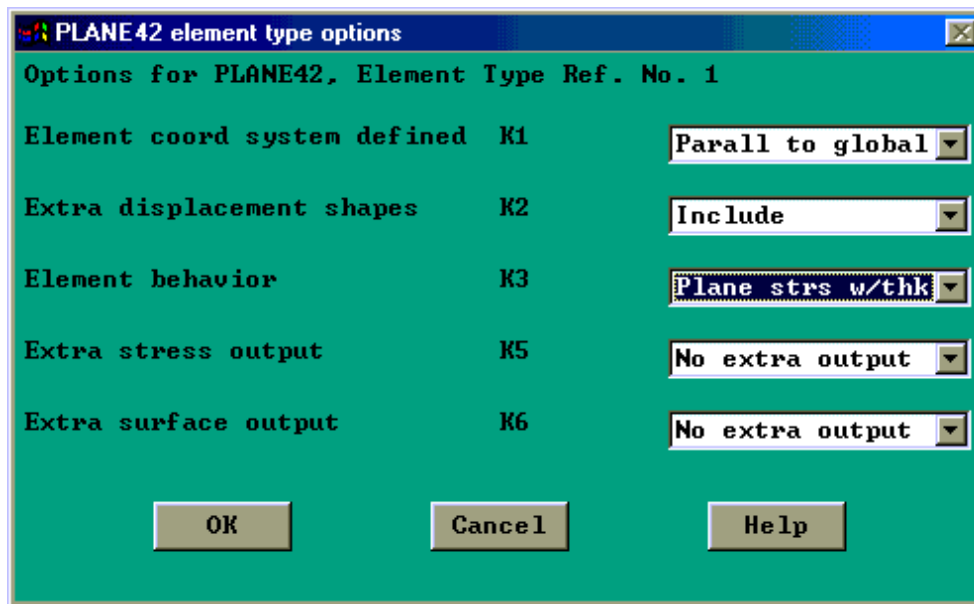 PLANE42 element type options
Options for PLANE42, Element Type Ref. No. 1
Element coord system defined K1 Parall to global
Extra displacement shapes K2 Include
Element behavior K3 Plane strs w/thk
Extra stress output K5 No extra output
Extra surface output K6 No extra output
OK Cancel Help